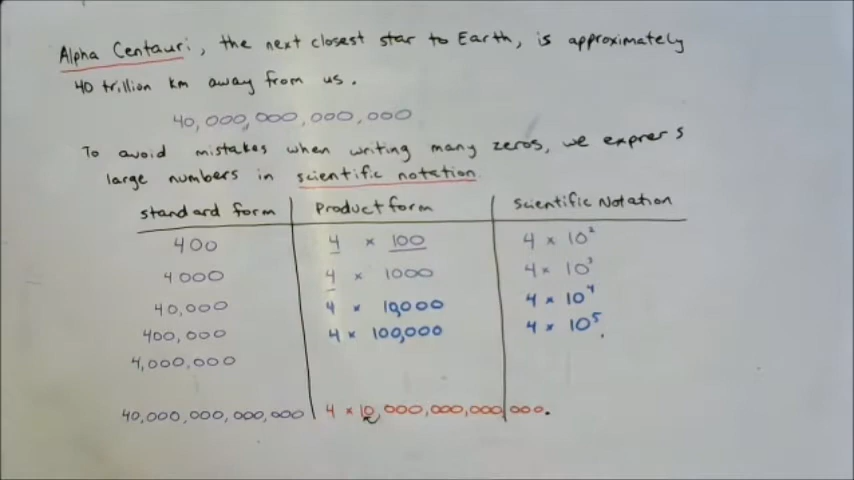 Alpha Centauri, the next closest star to Earth, is approximately
40 trillion km away from us.
40,000,000,000,000
To avoid mistakes when writing many zeros, we express
large numbers in scientific notation
standard form Product form Scientific Notation
400 4 × 100 4 × 10²
4000 4 × 1000 4 × 10³
40,000 4 × 10,000 4 × 10⁴
400,000 4 × 100,000 4 × 10⁵
4,000,000
40,000,000,000,000 4 × 10,000,000,000,000.